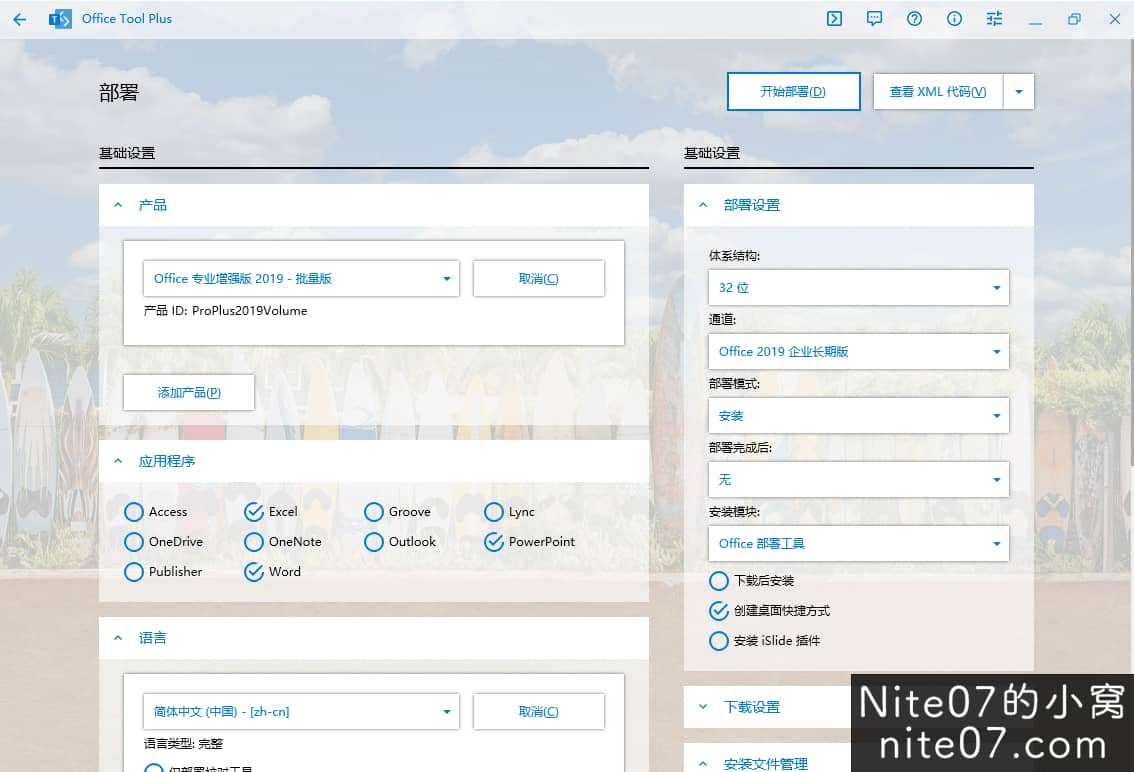 Office Tool Plus
部署
开始部署(D)
查看 XML 代码(V)
基础设置
产品
Office 专业增强版 2019 - 批量版
取消(C)
产品 ID: ProPlus2019Volume
添加产品(P)
应用程序
Access
Excel
Groove
Lync
OneDrive
OneNote
Outlook
PowerPoint
Publisher
Word
语言
简体中文 (中国) - [zh-cn]
取消(C)
语言类型: 完整
仅部署校对工具
基础设置
部署设置
体系结构:
32 位
通道:
Office 2019 企业长期版
部署模式:
安装
部署完成后:
无
安装模块:
Office 部署工具
下载后安装
创建桌面快捷方式
安装 iSlide 插件
下载设置
安装文件管理
Nite07的小窝
nite07.com